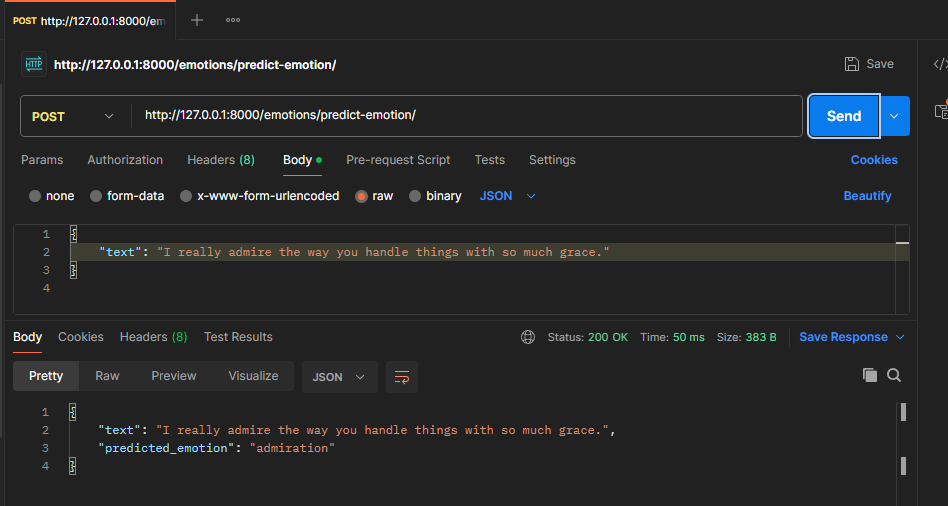 POST http://127.0.0.1:8000/em
HTTP http://127.0.0.1:8000/emotions/predict-emotion/ Save
POST http://127.0.0.1:8000/emotions/predict-emotion/ Send
Params Authorization Headers (8) Body Pre-request Script Tests Settings Cookies
none form-data x-www-form-urlencoded raw binary JSON Beautify
1 {
2 "text": "I really admire the way you handle things with so much grace."
3 }
4
Body Cookies Headers (8) Test Results Status: 200 OK Time: 50 ms Size: 383 B Save Response
Pretty Raw Preview Visualize JSON
1 {
2 "text": "I really admire the way you handle things with so much grace.",
3 "predicted_emotion": "admiration"
4 }